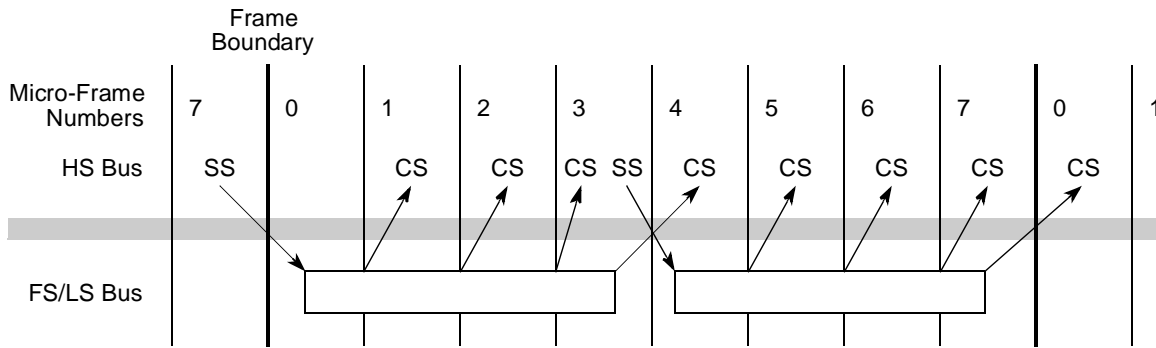 Frame
Boundary
Micro-Frame
Numbers
7 0 1 2 3 4 5 6 7 0 1
HS Bus SS CS CS CS SS CS CS CS CS CS
FS/LS Bus